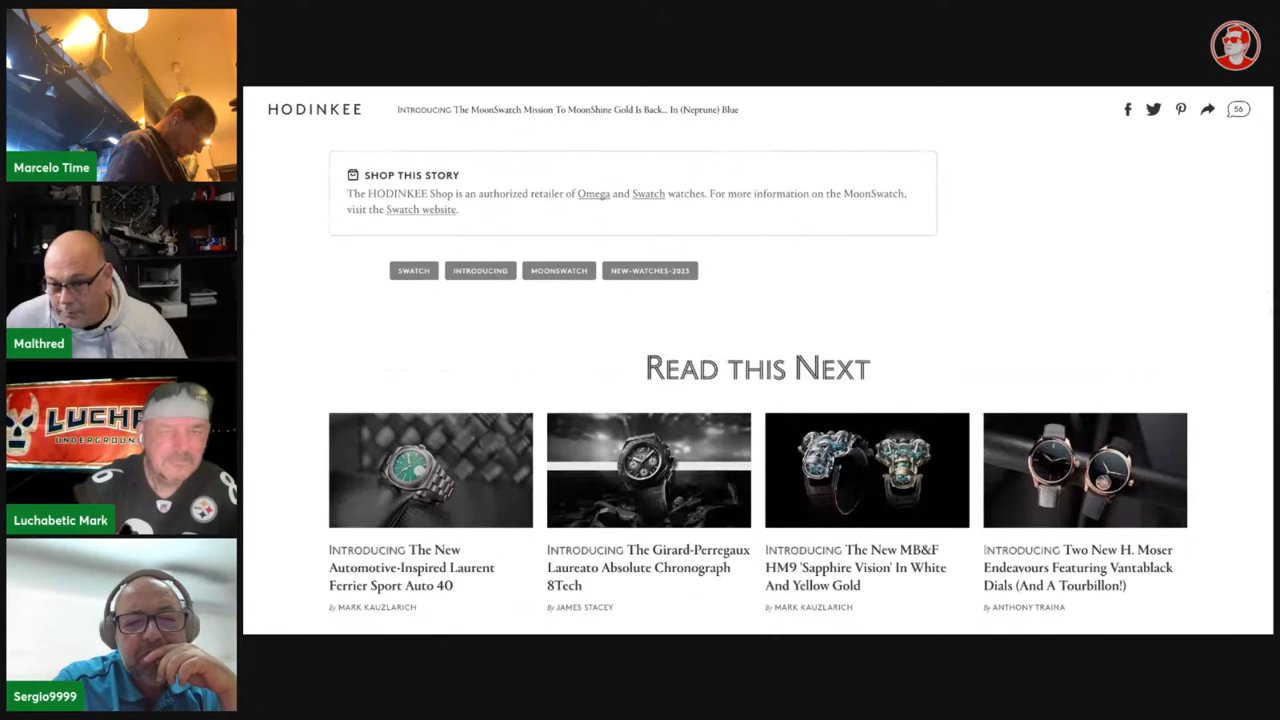 Marcelo Time
Malthred
LUCHA
UNDERGROUND
Luchabetic Mark
Sergio9999
HODINKEE
INTRODUCING The MoonSwatch Mission To MoonShine Gold Is Back... In (Neptune) Blue
56
SHOP THIS STORY
The HODINKEE Shop is an authorized retailer of Omega and Swatch watches. For more information on the MoonSwatch,
visit the Swatch website.
SWATCH
INTRODUCING
MOONSWATCH
NEW-WATCHES-2023
READ THIS NEXT
INTRODUCING The New
Automotive-Inspired Laurent
Ferrier Sport Auto 40
By MARK KAUZLARICH
INTRODUCING The Girard-Perregaux
Laureato Absolute Chronograph
8Tech
By JAMES STACEY
INTRODUCING The New MB&F
HM9 'Sapphire Vision' In White
And Yellow Gold
By MARK KAUZLARICH
INTRODUCING Two New H. Moser
Endeavours Featuring Vantablack
Dials (And A Tourbillon!)
By ANTHONY TRAINA